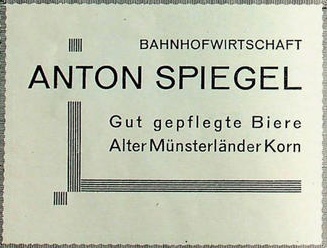 BAHNHOFWIRTSCHAFT
ANTON SPIEGEL
Gut gepflegte Biere
Alter Münsterländer Korn